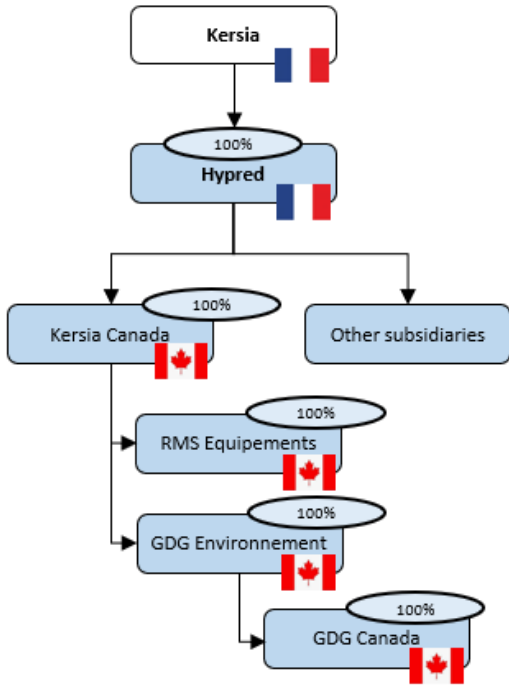 Kersia
100%
Hypred
100%
Kersia Canada
Other subsidiaries
100%
RMS Equipements
100%
GDG Environnement
100%
GDG Canada